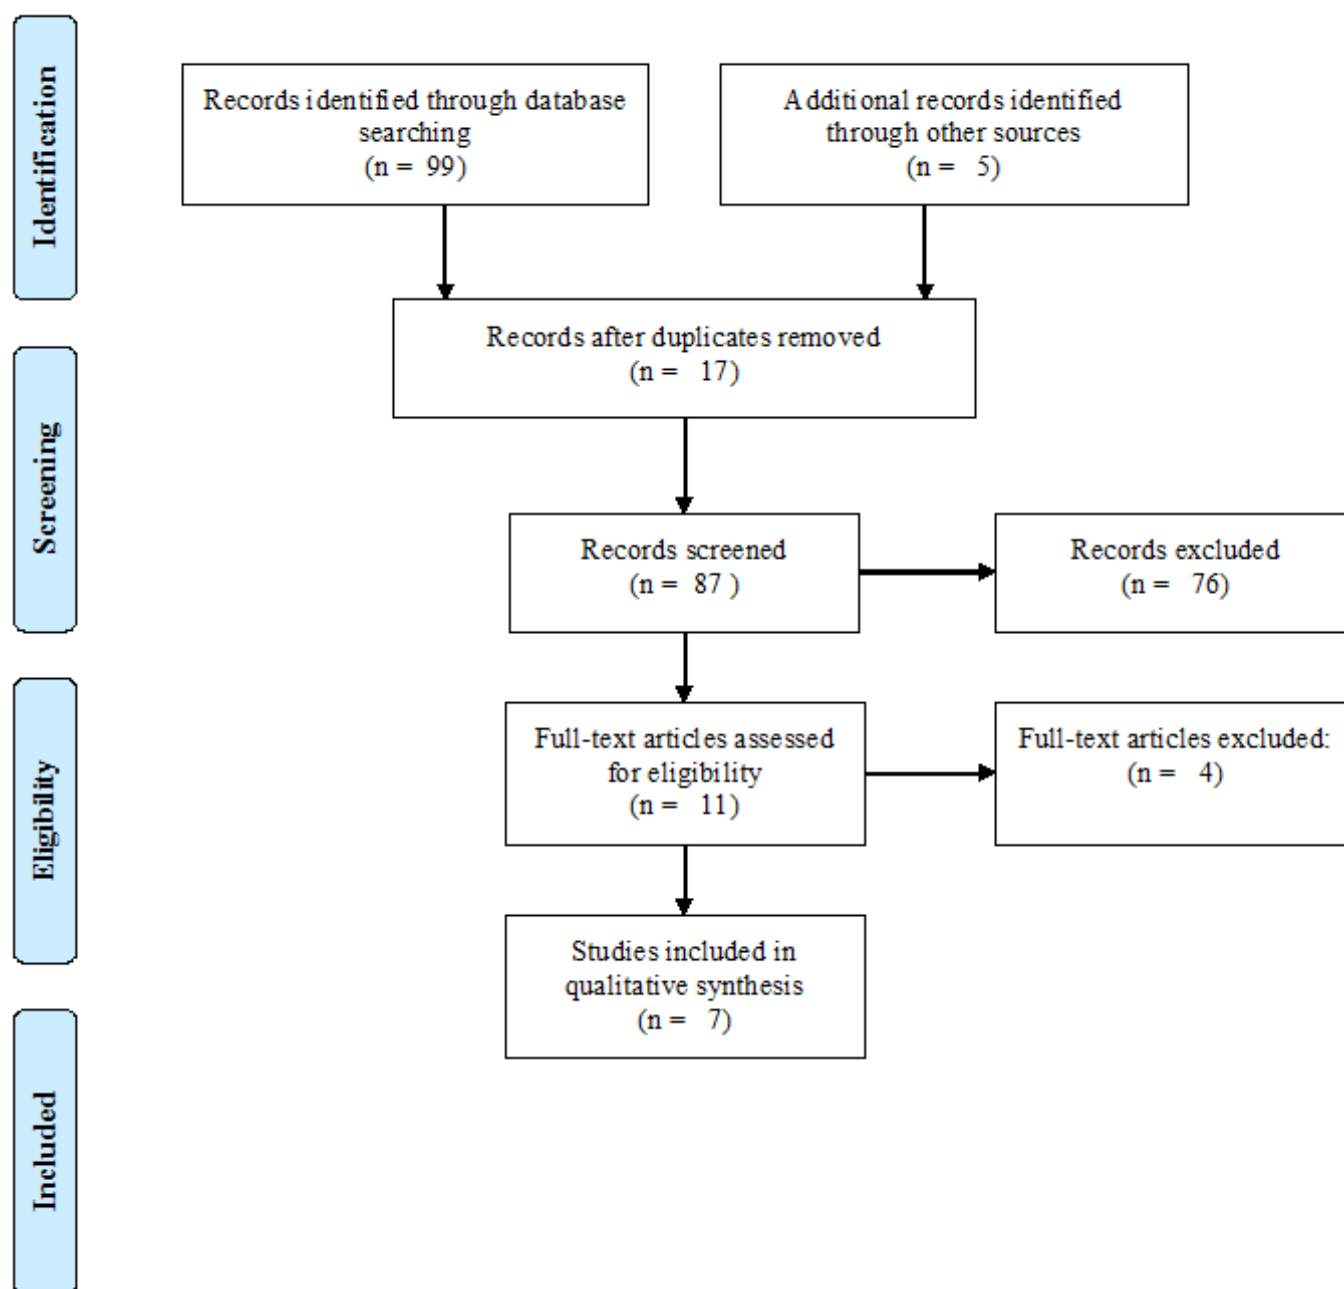 Identification
Records identified through database
searching
(n = 99)
Additional records identified
through other sources
(n = 5)
Records after duplicates removed
(n = 17)
Screening
Records screened
(n = 87 )
Records excluded
(n = 76)
Eligibility
Full-text articles assessed
for eligibility
(n = 11)
Full-text articles excluded:
(n = 4)
Studies included in
qualitative synthesis
(n = 7)
Included